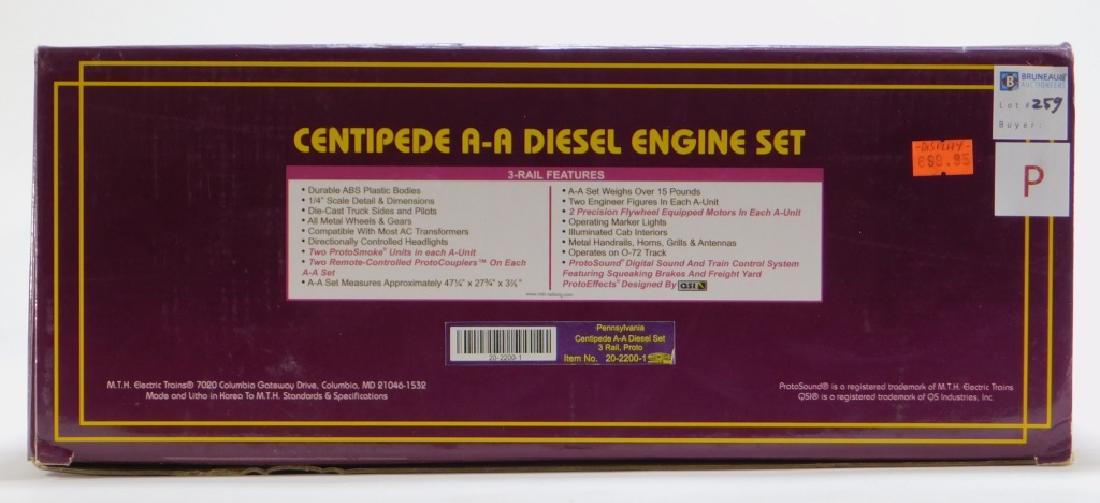 BRUNEAU
AUCTIONEERS
Lot # 259
Buyer:
P
-DISPLAY-
CENTIPEDE A-A DIESEL ENGINE SET
3-RAIL FEATURES
• Durable ABS Plastic Bodies
• 1/4" Scale Detail & Dimensions
• Die-Cast Truck Sides and Pilots
• All Metal Wheels & Gears
• Compatible With Most AC Transformers
• Directionally Controlled Headlights
• Two ProtoSmoke® Units in each A-Unit
• Two Remote-Controlled ProtoCouplers™ On Each
A-A Set
• A-A Set Measures Approximately
• A-A Set Weighs Over 15 Pounds
• Two Engineer Figures In Each A-Unit
• 2 Precision Flywheel Equipped Motors In Each A-Unit
• Operating Marker Lights
• Illuminated Cab Interiors
• Metal Handrails, Horns, Grills & Antennas
• Operates on O-72 Track
• ProtoSound® Digital Sound And Train Control System
Featuring Squeaking Brakes And Freight Yard
ProtoEffects® Designed By QSI
20-2200-1
Pennsylvania
Centipede A-A Diesel Set
3 Rail, Proto
Item No. 20-2200-1
M.T.H. Electric Trains® 7020 Columbia Gateway Drive, Columbia, MD 21046-1532
Made and Litho in Korea To M.T.H. Standards & Specifications
ProtoSound® is a registered trademark of M.T.H. Electric Trains
QSI® is a registered trademark of QS Industries, Inc.